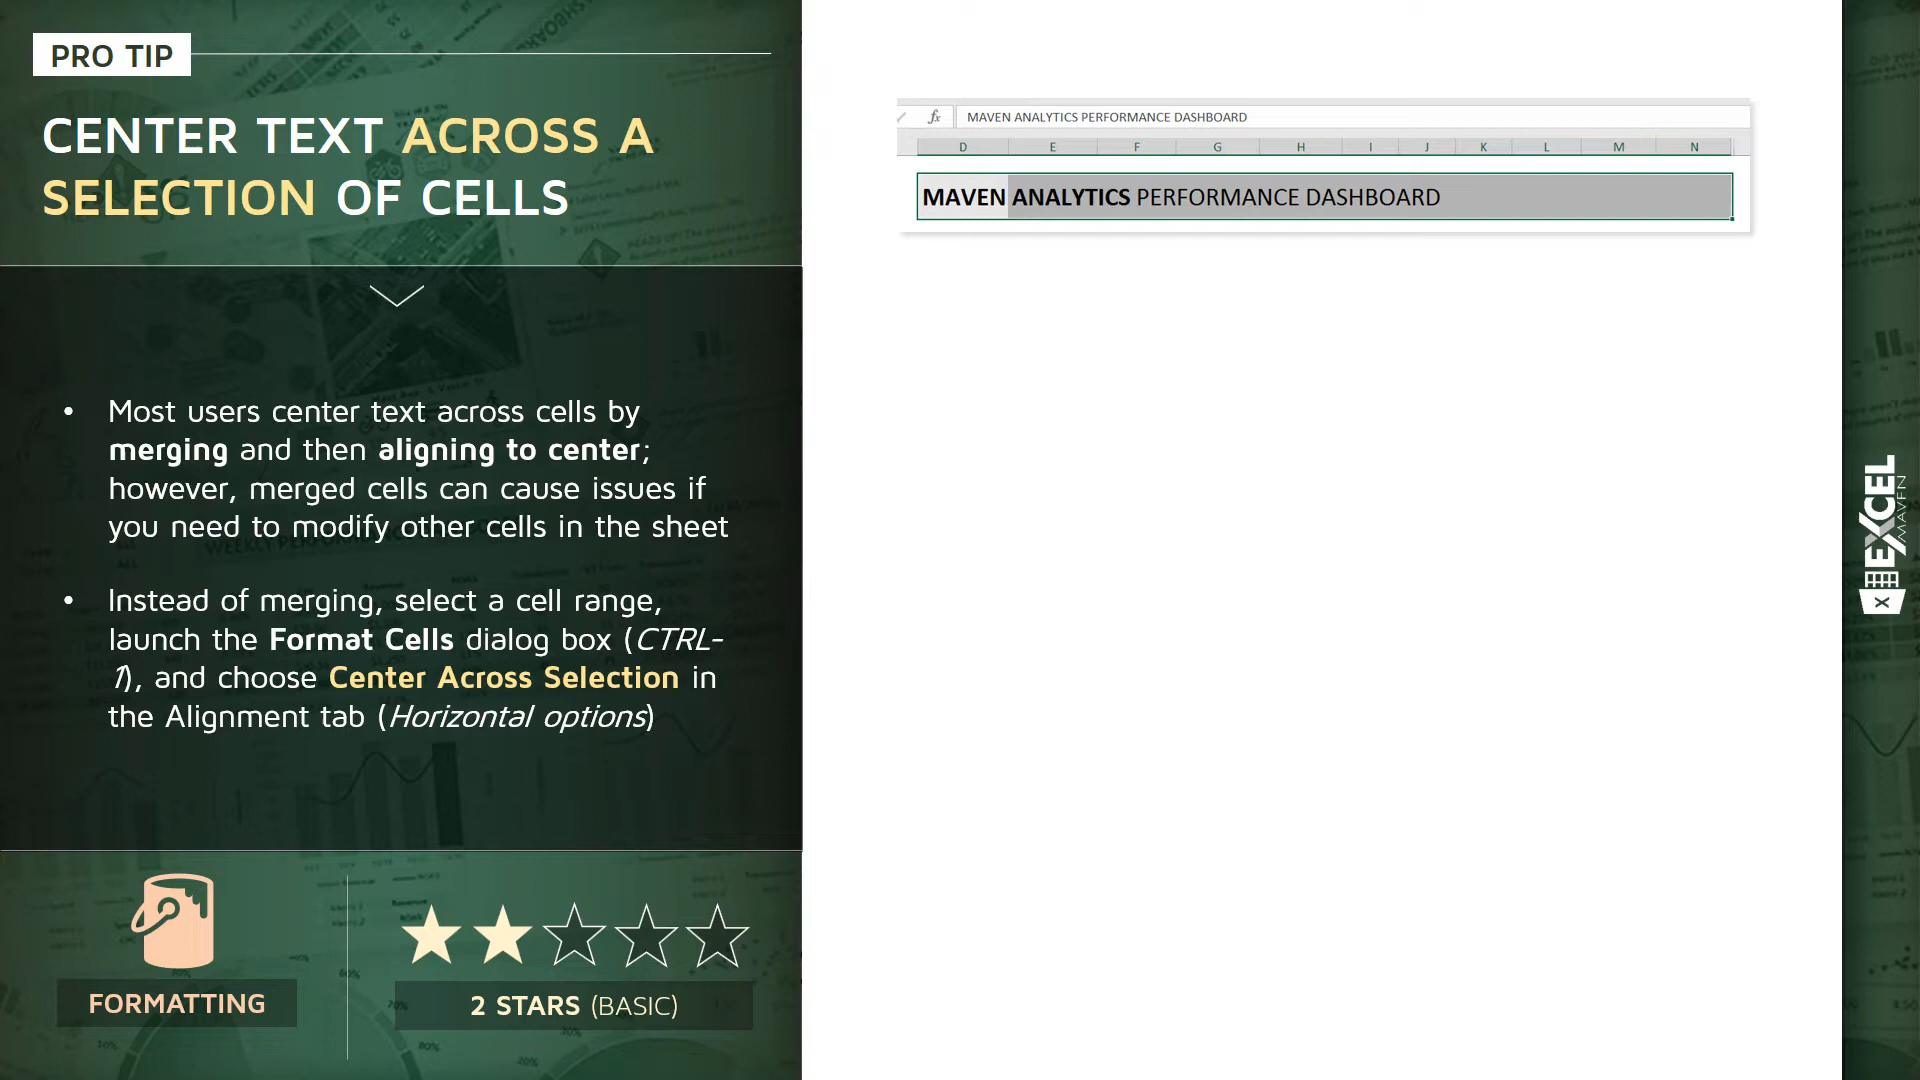 PRO TIP
CENTER TEXT ACROSS A
SELECTION OF CELLS
• Most users center text across cells by
merging and then aligning to center;
however, merged cells can cause issues if
you need to modify other cells in the sheet
• Instead of merging, select a cell range,
launch the Format Cells dialog box (CTRL-
1), and choose Center Across Selection in
the Alignment tab (Horizontal options)
FORMATTING
2 STARS (BASIC)
fx MAVEN ANALYTICS PERFORMANCE DASHBOARD
D E F G H I J K L M N
MAVEN ANALYTICS PERFORMANCE DASHBOARD
EXCEL
MAVEN
X